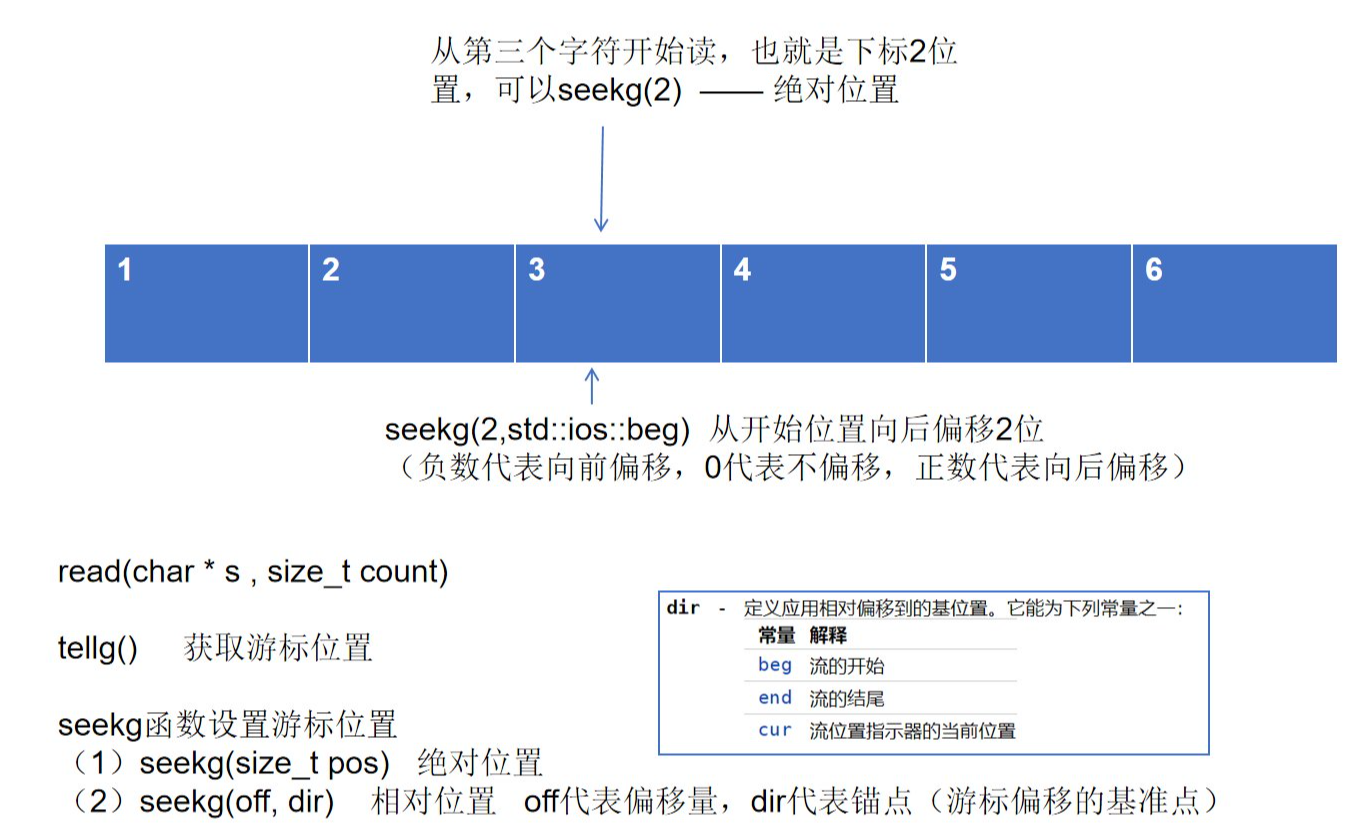 从第三个字符开始读，也就是下标2位
置，可以seekg(2) —— 绝对位置
1 2 3 4 5 6
seekg(2,std::ios::beg) 从开始位置向后偏移2位
（负数代表向前偏移，0代表不偏移，正数代表向后偏移）
read(char * s , size_t count)
tellg() 获取游标位置
seekg函数设置游标位置
（1）seekg(size_t pos) 绝对位置
（2）seekg(off, dir) 相对位置 off代表偏移量，dir代表锚点（游标偏移的基准点）
dir - 定义应用相对偏移到的基位置。它能为下列常量之一：
常量 解释
beg 流的开始
end 流的结尾
cur 流位置指示器的当前位置